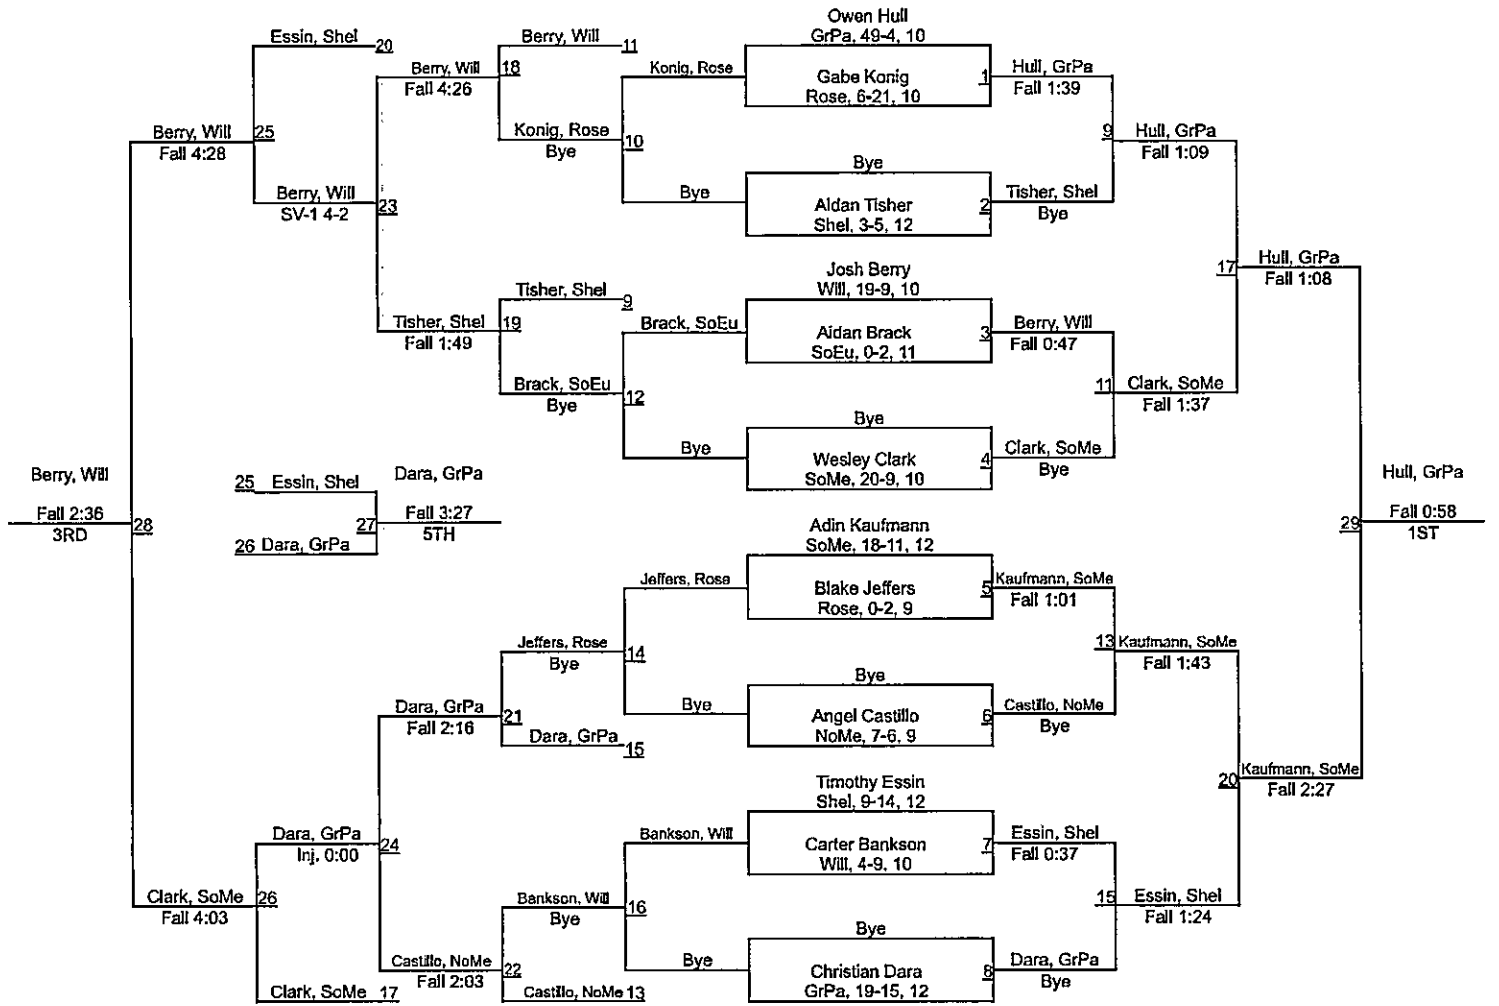 Owen Hull
GrPa, 49-4, 10
Essin, Shel 20
Berry, Will 11
Berry, Will 18
Fall 4:26
Konig, Rose
Gabe Konig 1
Rose, 6-21, 10
Hull, GrPa
Fall 1:39
Berry, Will 25
Fall 4:28
Konig, Rose 10
Bye
9 Hull, GrPa
Fall 1:09
Bye
Berry, Will 23
SV-1 4-2
Bye
Aidan Tisher 2
Shel, 3-5, 12
Tisher, Shel
Bye
17 Hull, GrPa
Fall 1:08
Josh Berry
Will, 19-9, 10
Tisher, Shel 9
Tisher, Shel 19
Fall 1:49
Brack, SoEu
Aidan Brack 3
SoEu, 0-2, 11
Berry, Will
Fall 0:47
Brack, SoEu 12
Bye
11 Clark, SoMe
Fall 1:37
Bye
Bye
Wesley Clark 4
SoMe, 20-9, 10
Clark, SoMe
Bye
Berry, Will
Fall 2:36 28
3RD
25 Essin, Shel
26 Dara, GrPa
27
Dara, GrPa
Fall 3:27
5TH
Hull, GrPa
29 Fall 0:58
1ST
Adin Kaufmann
SoMe, 18-11, 12
Jeffers, Rose
Blake Jeffers 5
Rose, 0-2, 9
Kaufmann, SoMe
Fall 1:01
Jeffers, Rose 14
Bye
13 Kaufmann, SoMe
Fall 1:43
Bye
Dara, GrPa 21
Fall 2:16
Bye
Angel Castillo 6
NoMe, 7-6, 9
Castillo, NoMe
Bye
Dara, GrPa 15
20 Kaufmann, SoMe
Fall 2:27
Timothy Essin
Shel, 9-14, 12
Dara, GrPa 24
Inj. 0:00
Bankson, Will
Carter Bankson 7
Will, 4-9, 10
Essin, Shel
Fall 0:37
Clark, SoMe 26
Fall 4:03
Bankson, Will 16
Bye
15 Essin, Shel
Fall 1:24
Bye
Castillo, NoMe 22
Fall 2:03
Bye
Christian Dara 8
GrPa, 19-15, 12
Dara, GrPa
Bye
Clark, SoMe 17
Castillo, NoMe 13